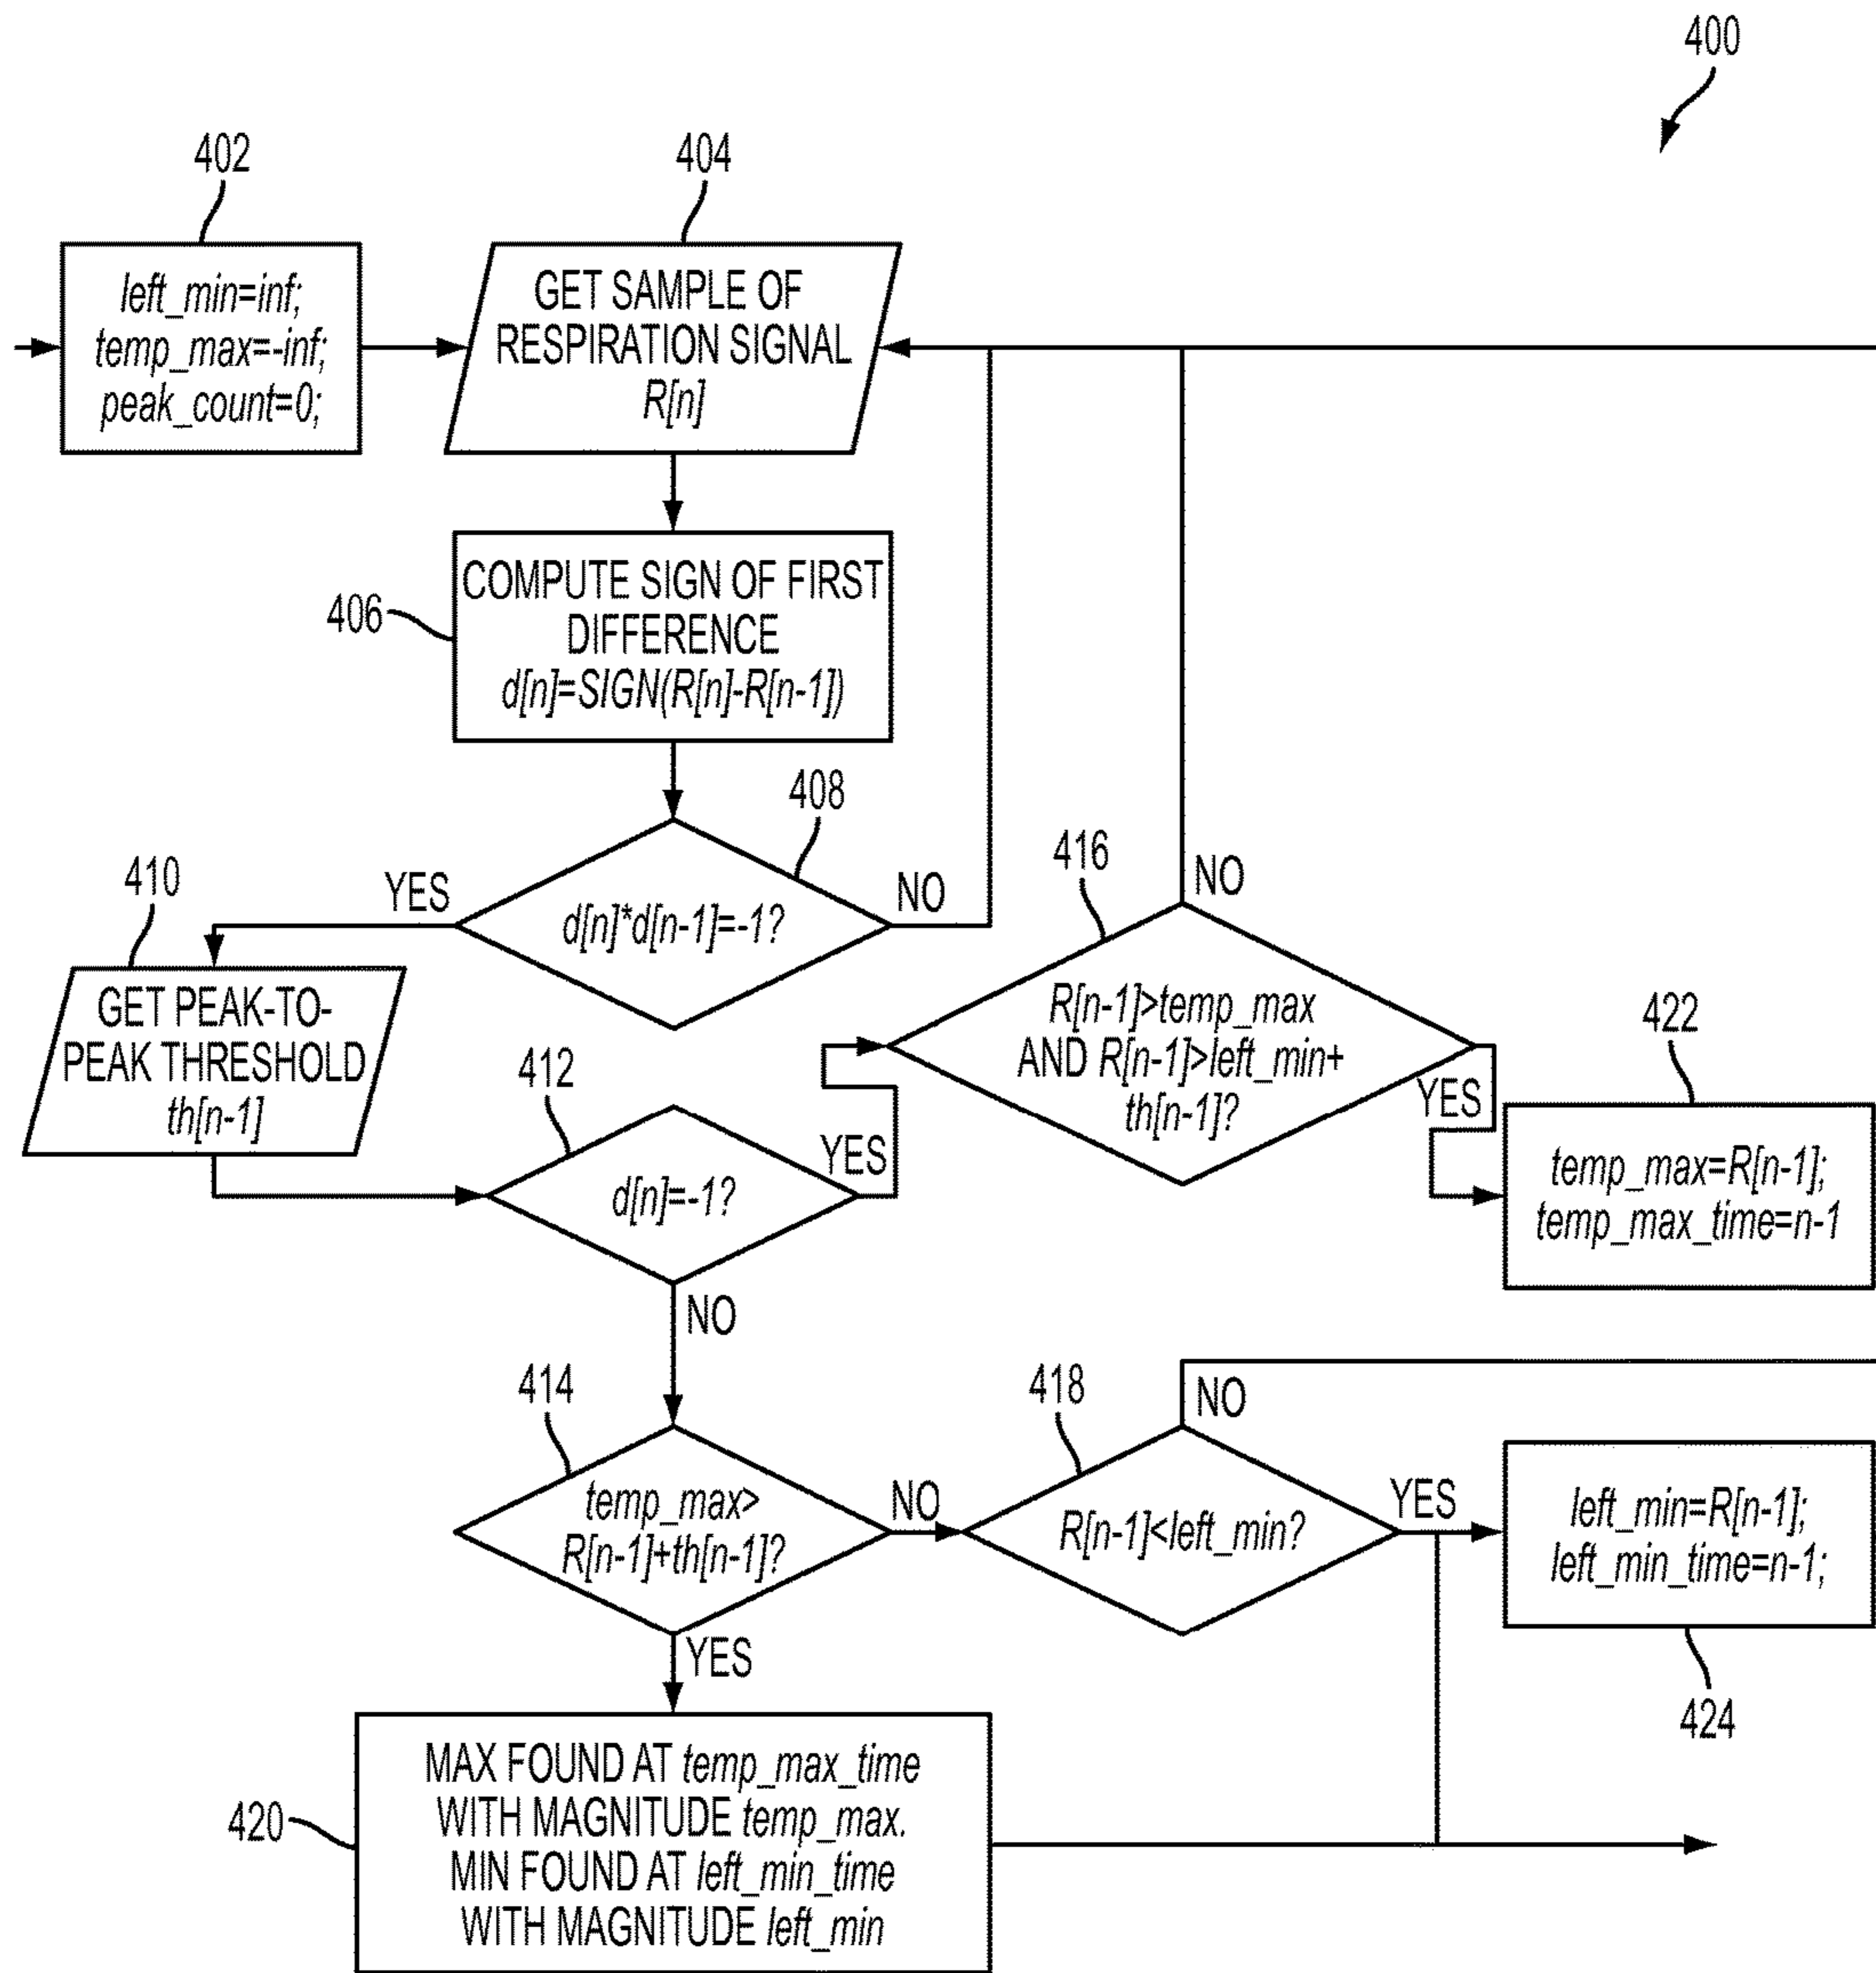 400
402
left_min=inf;
temp_max=-inf;
peak_count=0;
404
GET SAMPLE OF
RESPIRATION SIGNAL
R[n]
406
COMPUTE SIGN OF FIRST
DIFFERENCE
d[n]=SIGN(R[n]-R[n-1])
408
d[n]*d[n-1]=-1?
YES
NO
410
GET PEAK-TO-
PEAK THRESHOLD
th[n-1]
412
d[n]=-1?
YES
NO
416
R[n-1]>temp_max
AND R[n-1]>left_min+
th[n-1]?
NO
YES
422
temp_max=R[n-1];
temp_max_time=n-1
414
temp_max>
R[n-1]+th[n-1]?
NO
YES
418
R[n-1]<left_min?
NO
YES
left_min=R[n-1];
left_min_time=n-1;
424
420
MAX FOUND AT temp_max_time
WITH MAGNITUDE temp_max.
MIN FOUND AT left_min_time
WITH MAGNITUDE left_min